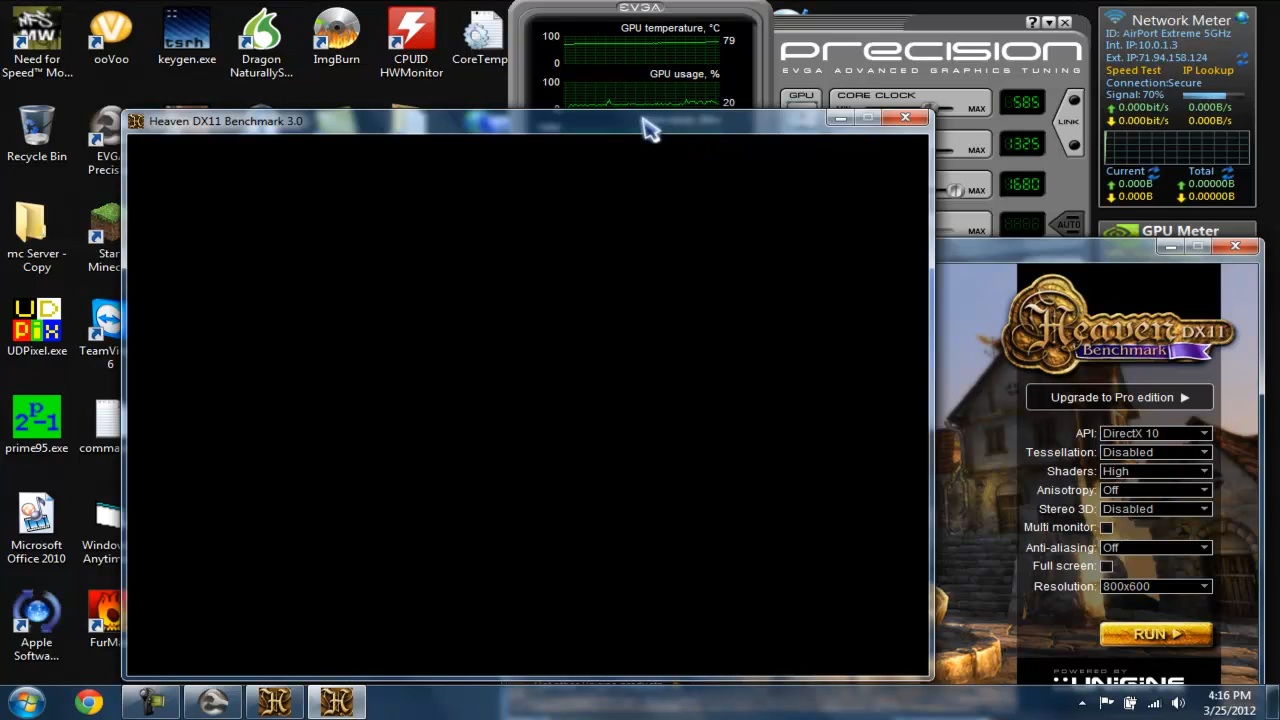 Need for
Speed™ Mo...
ooVoo
keygen.exe
Dragon
NaturallyS...
ImgBurn
CPUID
HWMonitor
CoreTemp
Recycle Bin
EVG
Precis
mc Server -
Copy
Star
Minec
UDPixel.exe
TeamVi
6
prime95.exe
comma
Microsoft
Office 2010
Window
Anytim
Apple
Softwa...
FurM
EVGA
GPU temperature, °C
100
0
79
GPU usage, %
100
20
PRECISION
EVGA ADVANCED GRAPHICS TUNING
GPU
CORE CLOCK
MAX
585
LINK
MAX
1325
MAX
1680
MAX
AUTO
Network Meter
ID: AirPort Extreme 5GHz
Int. IP:10.0.1.3
Ext. IP:71.94.158.124
Speed Test IP Lookup
Connection:Secure
Signal: 70%
0.000bit/s 0.000B/s
0.000bit/s 0.000B/s
Current Total
0.000B 0.00000B
0.000B 0.00000B
GPU Meter
Heaven DX11 Benchmark 3.0
Heaven DX11
Benchmark
Upgrade to Pro edition
API: DirectX 10
Tessellation: Disabled
Shaders: High
Anisotropy: Off
Stereo 3D: Disabled
Multi monitor:
Anti-aliasing: Off
Full screen:
Resolution: 800x600
RUN
POWERED BY
UNIGINE
4:16 PM
3/25/2012